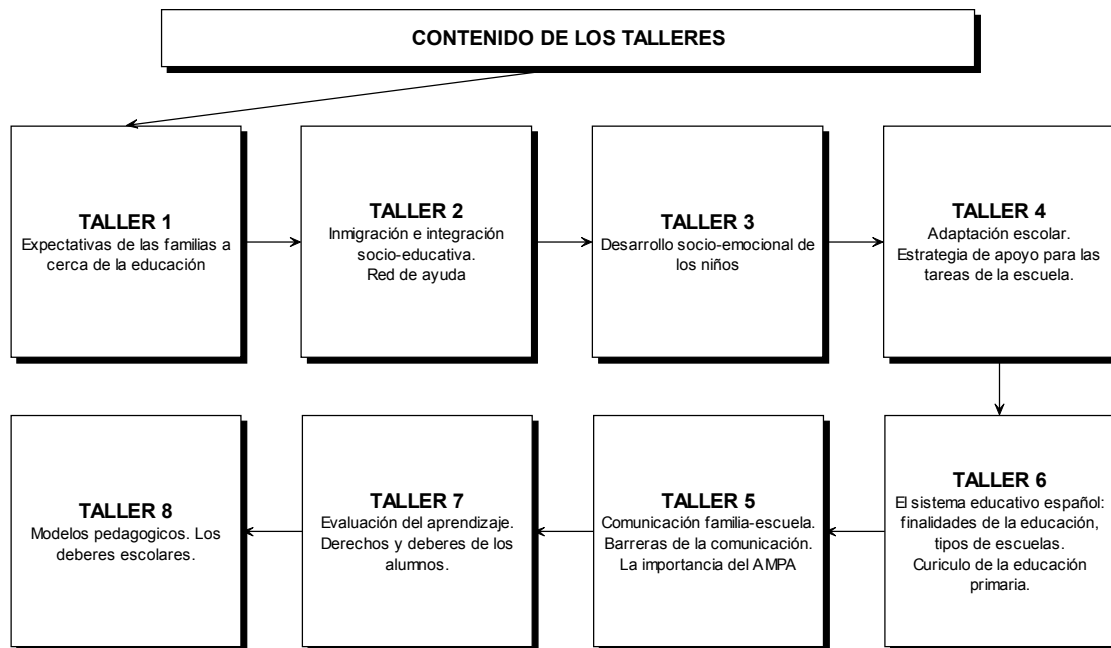 CONTENIDO DE LOS TALLERES
TALLER 1
Expectativas de las familias a
cerca de la educación
TALLER 2
Inmigración e integración
socio-educativa.
Red de ayuda
TALLER 3
Desarrollo socio-emocional de
los niños
TALLER 4
Adaptación escolar.
Estrategia de apoyo para las
tareas de la escuela.
TALLER 8
Modelos pedagogicos. Los
deberes escolares.
TALLER 7
Evaluación del aprendizaje.
Derechos y deberes de los
alumnos.
TALLER 5
Comunicación familia-escuela.
Barreras de la comunicación.
La importancia del AMPA
TALLER 6
El sistema educativo español:
finalidades de la educación,
tipos de escuelas.
Curiculo de la educación
primaria.